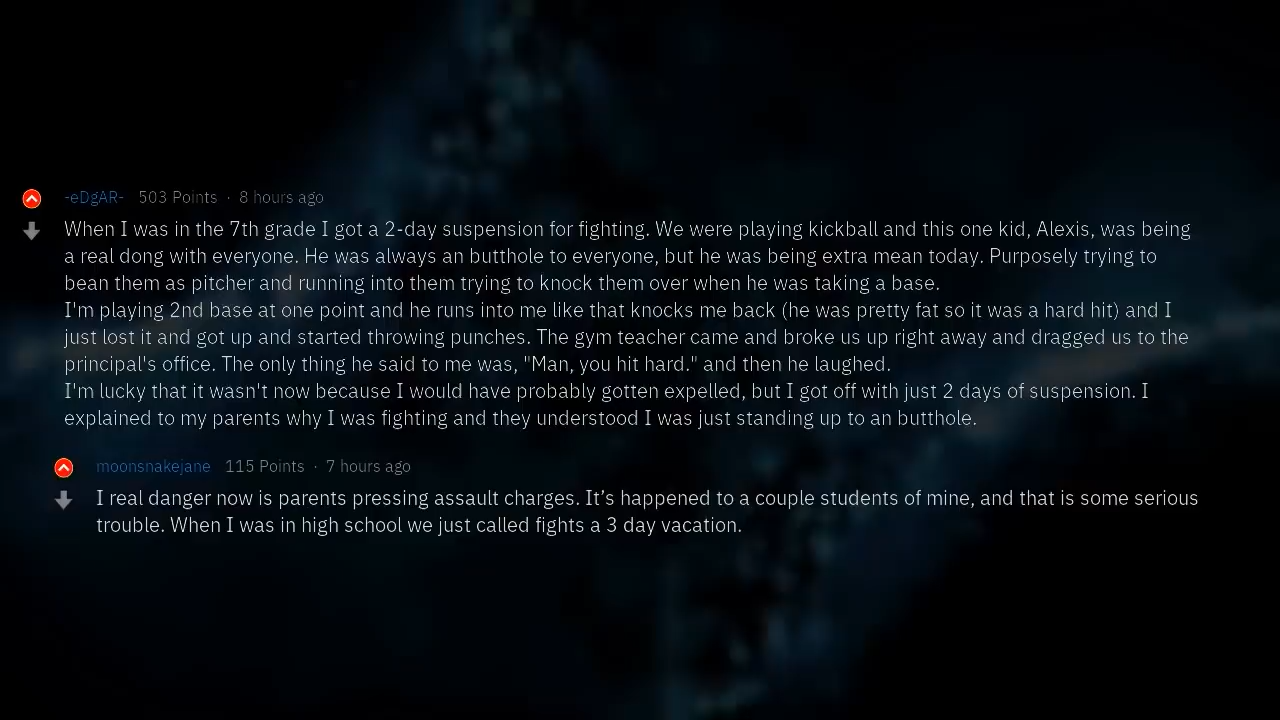 -eDgAR- 503 Points · 8 hours ago
When I was in the 7th grade I got a 2-day suspension for fighting. We were playing kickball and this one kid, Alexis, was being
a real dong with everyone. He was always an butthole to everyone, but he was being extra mean today. Purposely trying to
bean them as pitcher and running into them trying to knock them over when he was taking a base.
I'm playing 2nd base at one point and he runs into me like that knocks me back (he was pretty fat so it was a hard hit) and I
just lost it and got up and started throwing punches. The gym teacher came and broke us up right away and dragged us to the
principal's office. The only thing he said to me was, "Man, you hit hard." and then he laughed.
I'm lucky that it wasn't now because I would have probably gotten expelled, but I got off with just 2 days of suspension. I
explained to my parents why I was fighting and they understood I was just standing up to an butthole.
moonsnakejane 115 Points · 7 hours ago
I real danger now is parents pressing assault charges. It’s happened to a couple students of mine, and that is some serious
trouble. When I was in high school we just called fights a 3 day vacation.